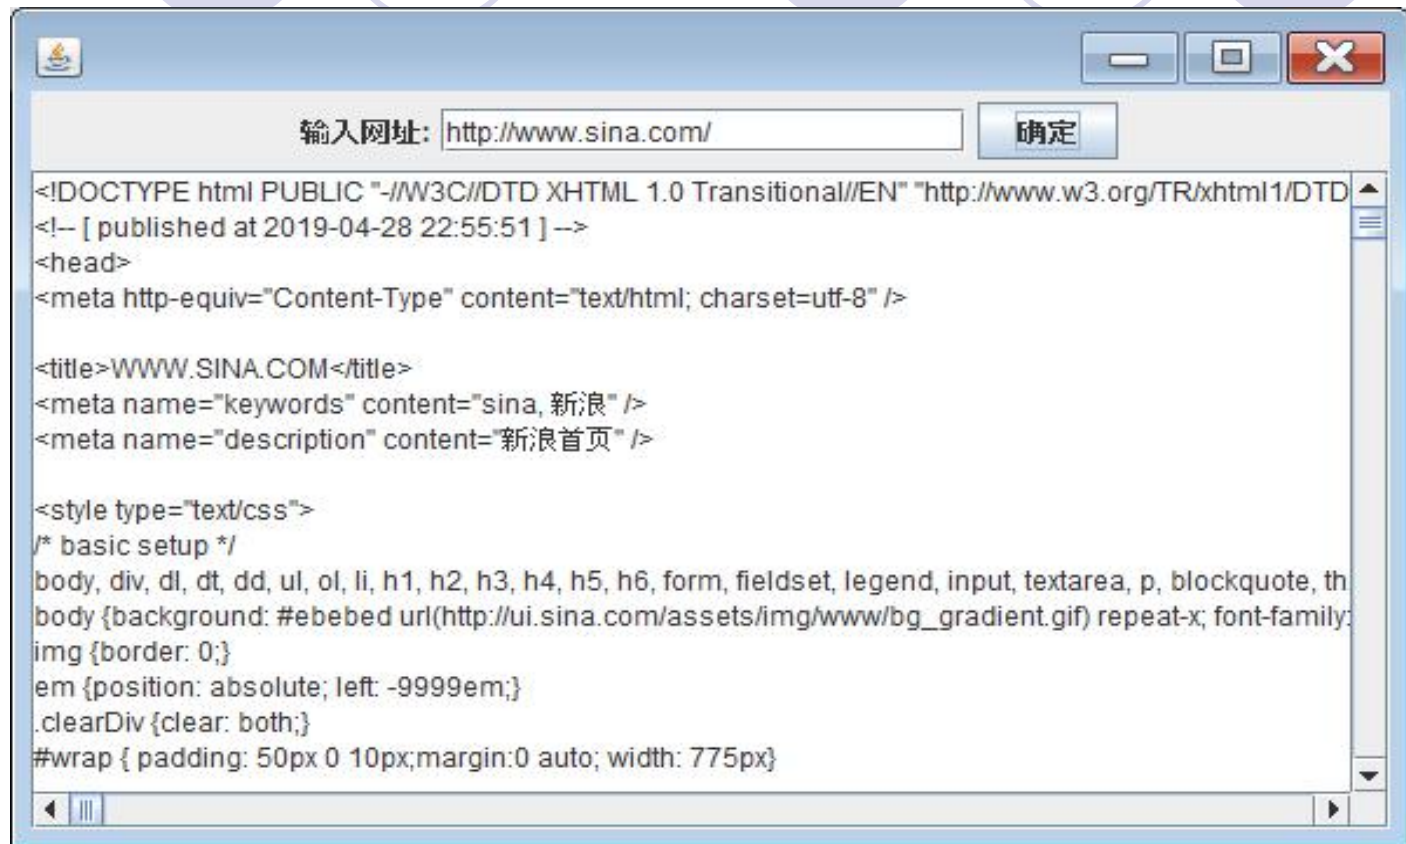 输入网址: http://www.sina.com/ 确定
<!DOCTYPE html PUBLIC "-//W3C//DTD XHTML 1.0 Transitional//EN" "http://www.w3.org/TR/xhtml1/DTD
<!-- [ published at 2019-04-28 22:55:51 ] -->
<head>
<meta http-equiv="Content-Type" content="text/html; charset=utf-8" />
<title>WWW.SINA.COM</title>
<meta name="keywords" content="sina, 新浪" />
<meta name="description" content="新浪首页" />
<style type="text/css">
/* basic setup */
body, div, dl, dt, dd, ul, ol, li, h1, h2, h3, h4, h5, h6, form, fieldset, legend, input, textarea, p, blockquote, th
body {background: #ebebed url(http://ui.sina.com/assets/img/www/bg_gradient.gif) repeat-x; font-family:
img {border: 0;}
em {position: absolute; left: -9999em;}
.clearDiv {clear: both;}
#wrap { padding: 50px 0 10px;margin:0 auto; width: 775px}